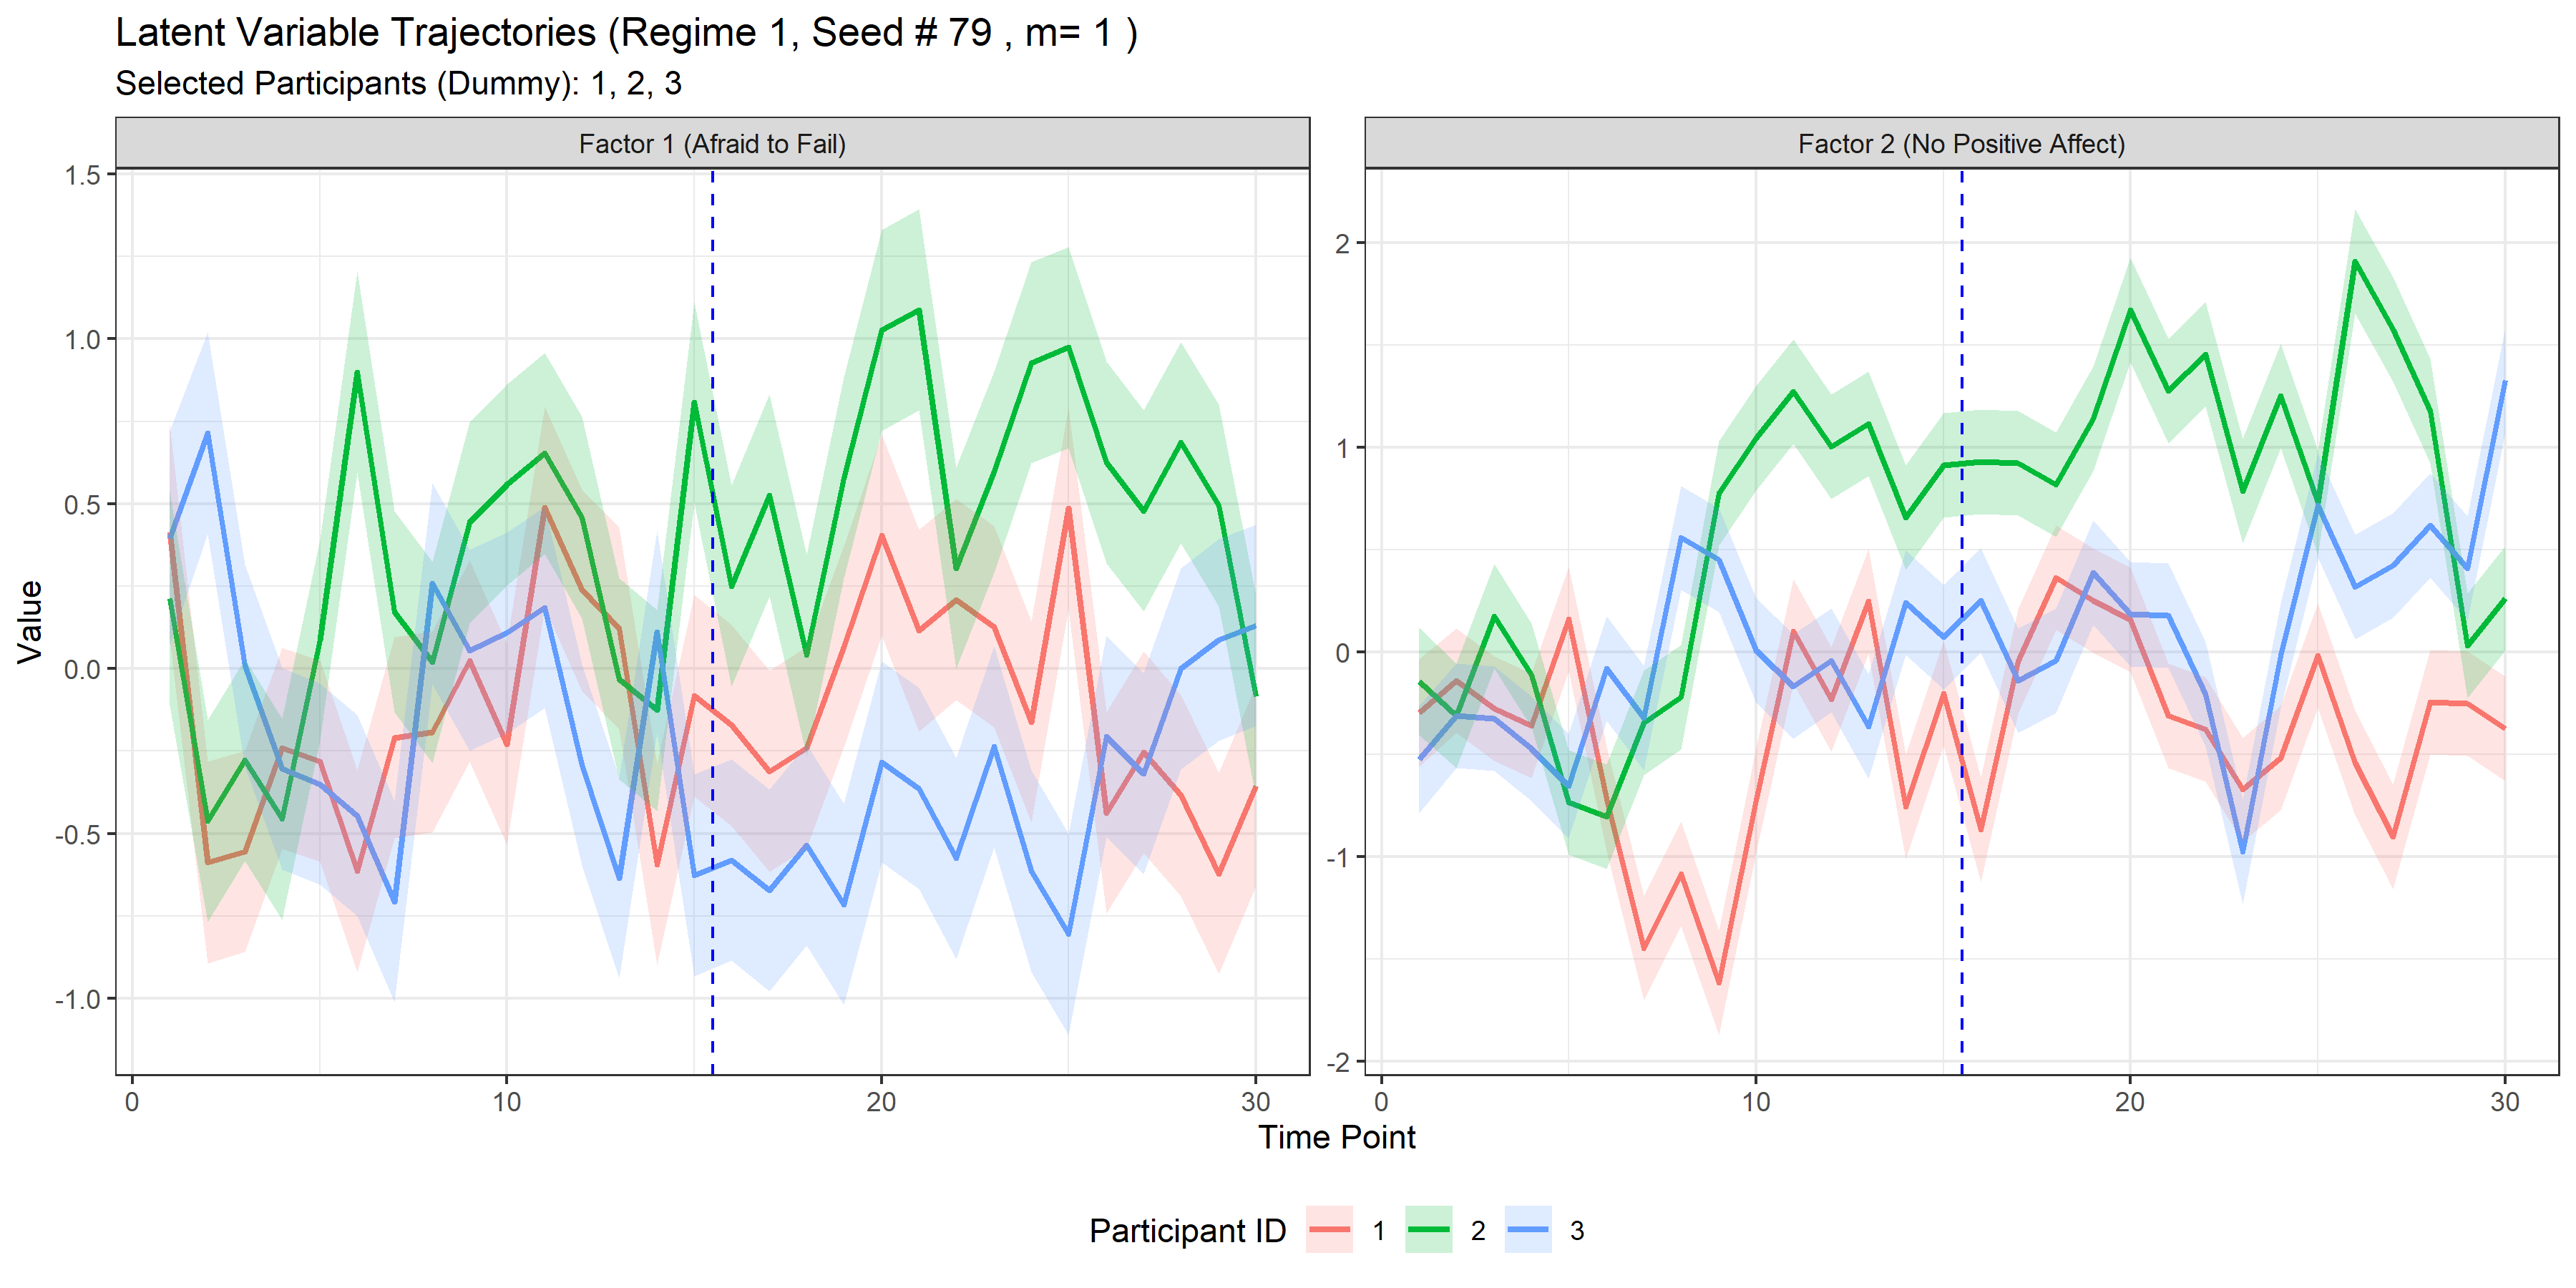 Latent Variable Trajectories (Regime 1, Seed # 79 , m= 1 )
Selected Participants (Dummy): 1, 2, 3
Factor 1 (Afraid to Fail)
Factor 2 (No Positive Affect)
Value
1.5
1.0
0.5
0.0
-0.5
-1.0
2
1
0
-1
-2
0 10 20 30
0 10 20 30
Time Point
Participant ID 1 2 3